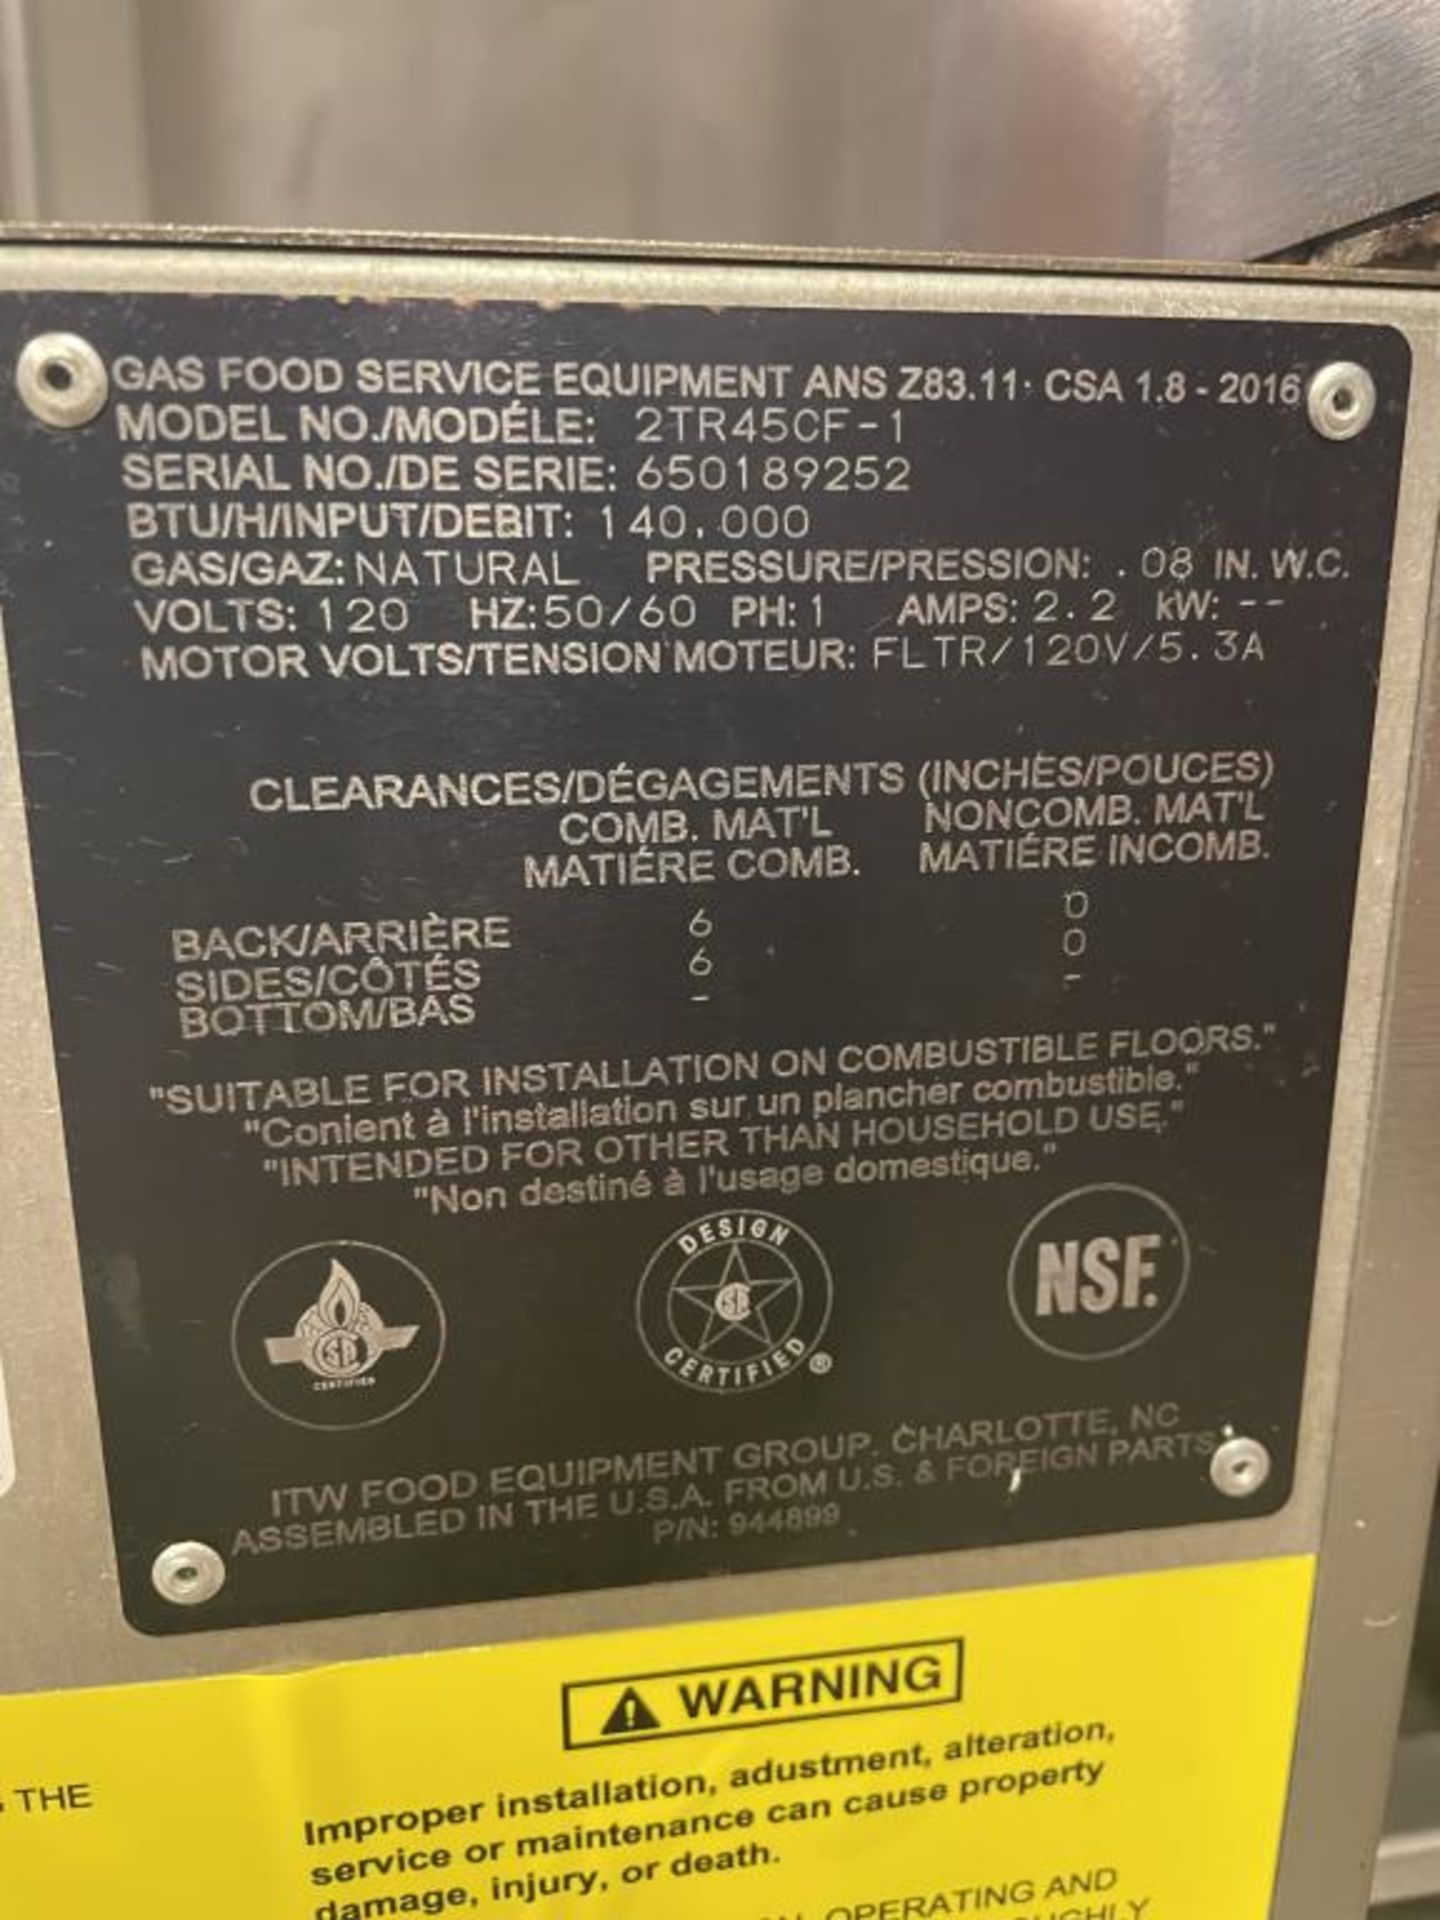 GAS FOOD SERVICE EQUIPMENT ANS Z83.11· CSA 1.8 - 2016
MODEL NO./MODÉLE: 2TR45CF-1
SERIAL NO./DE SERIE: 650189252
BTU/H/INPUT/DEBIT: 140.000
GAS/GAZ: NATURAL PRESSURE/PRESSION: .08 IN. W.C.
VOLTS: 120 HZ: 50/60 PH: 1 AMPS: 2.2 kW: --
MOTOR VOLTS/TENSION MOTEUR: FLTR/120V/5.3A
CLEARANCES/DÉGAGEMENTS (INCHES/POUCES)
COMB. MAT'L NONCOMB. MAT'L
MATIÉRE COMB. MATIÉRE INCOMB.
BACK/ARRIÈRE 6 0
SIDES/CÔTÉS 6 0
BOTTOM/BAS - -
"SUITABLE FOR INSTALLATION ON COMBUSTIBLE FLOORS."
"Conient à l'installation sur un plancher combustible."
"INTENDED FOR OTHER THAN HOUSEHOLD USE."
"Non destiné à l'usage domestique."
CERTIFIED
DESIGN
CERTIFIED ®
NSF.
ITW FOOD EQUIPMENT GROUP. CHARLOTTE, NC
ASSEMBLED IN THE U.S.A. FROM U.S. & FOREIGN PARTS
P/N: 944899
WARNING
Improper installation, adustment, alteration,
service or maintenance can cause property
damage, injury, or death.
THE
OPERATING AND